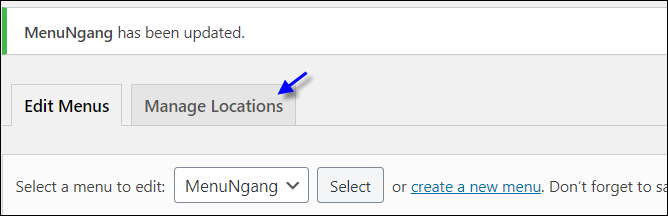 MenuNgang has been updated.
Edit Menus
Manage Locations
Select a menu to edit: MenuNgang Select or create a new menu. Don't forget to sa